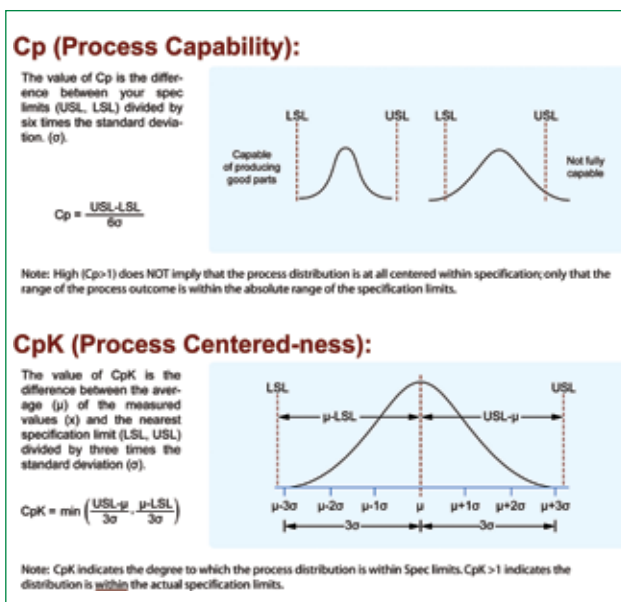 Cp (Process Capability):
The value of Cp is the differ-
ence between your spec
limits (USL, LSL) divided by
six times the standard devia-
tion. (σ).
Cp = USL-LSL
6σ
LSL USL LSL USL
Capable
of producing
good parts
Not fully
capable
Note: High (Cp>1) does NOT imply that the process distribution is at all centered within specification; only that the
range of the process outcome is within the absolute range of the specification limits.
CpK (Process Centered-ness):
The value of CpK is the
difference between the aver-
age (μ) of the measured
values (x) and the nearest
specification limit (LSL, USL)
divided by three times the
standard deviation (σ).
CpK = min (USL-μ / 3σ, μ-LSL / 3σ)
LSL USL
μ-LSL USL-μ
μ-3σ μ-2σ μ-1σ μ μ+1σ μ+2σ μ+3σ
3σ 3σ
Note: CpK indicates the degree to which the process distribution is within Spec limits. CpK >1 indicates the
distribution is within the actual specification limits.